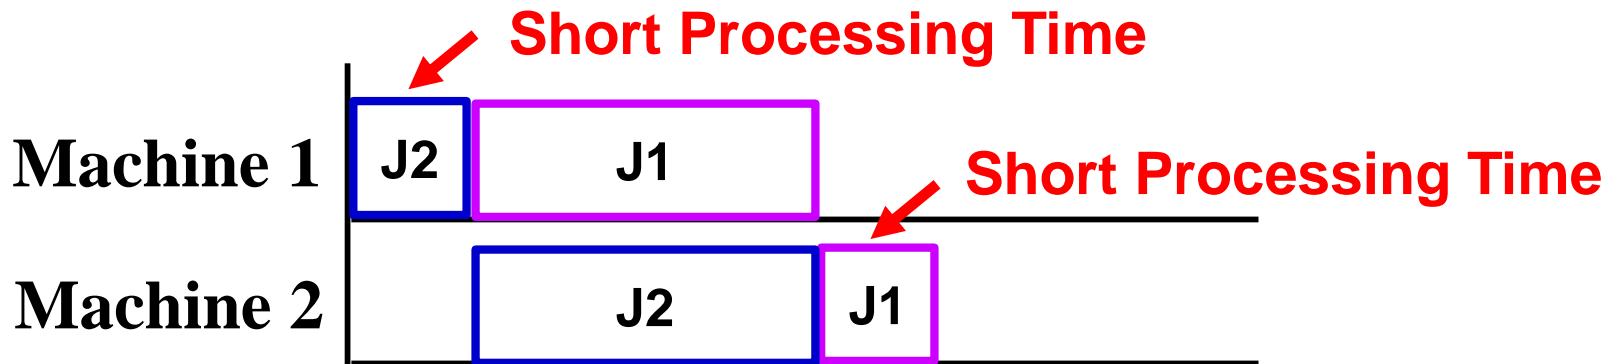 Short Processing Time
Machine 1 J2 J1
Short Processing Time
Machine 2 J2 J1